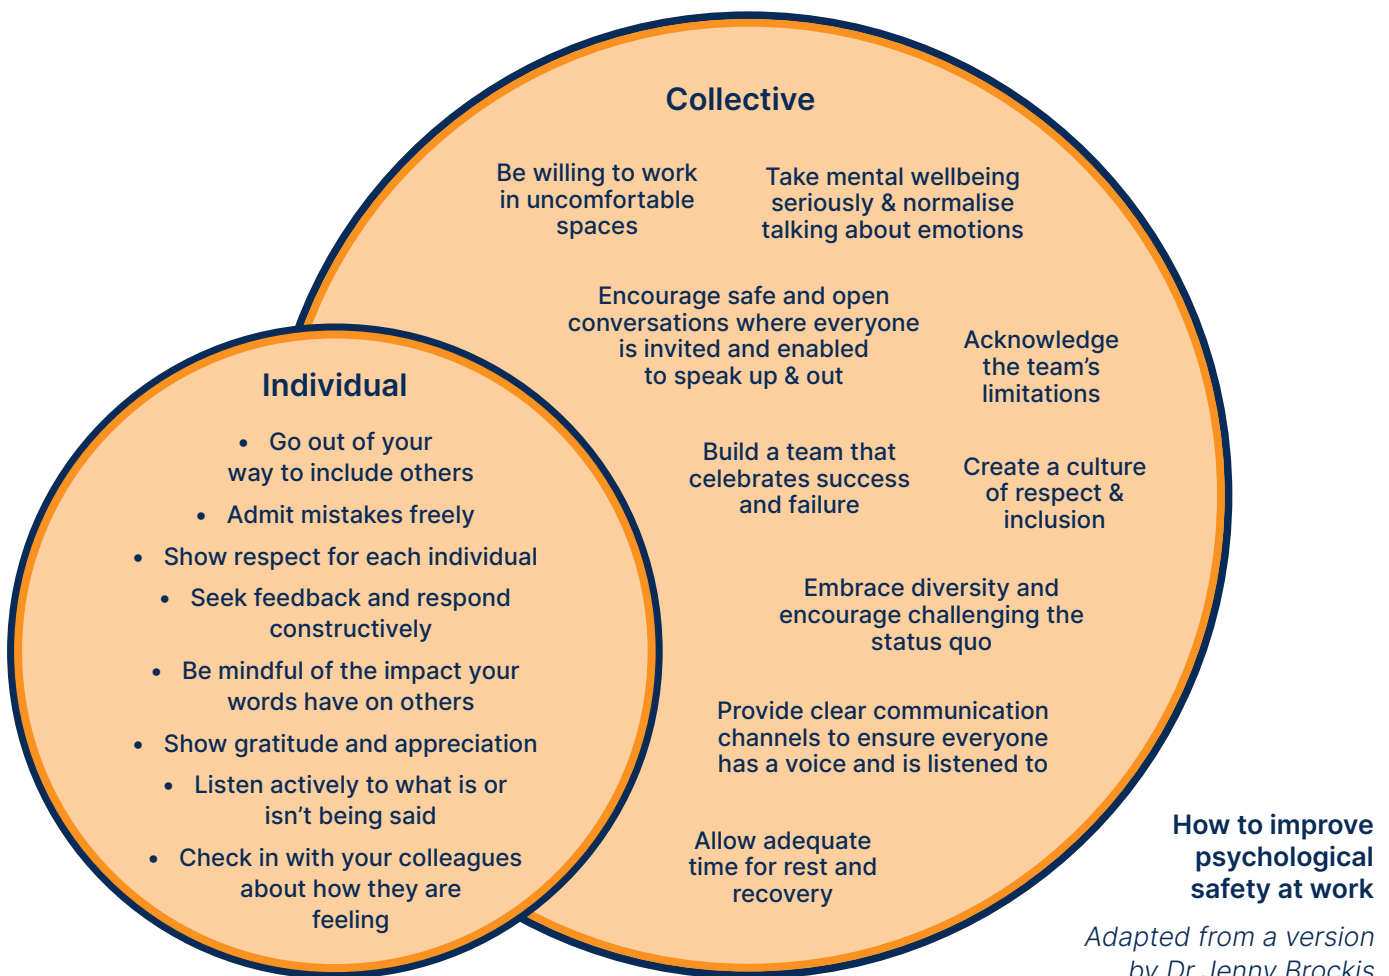 Collective
Be willing to work
in uncomfortable
spaces
Take mental wellbeing
seriously & normalise
talking about emotions
Encourage safe and open
conversations where everyone
is invited and enabled
to speak up & out
Acknowledge
the team’s
limitations
Build a team that
celebrates success
and failure
Create a culture
of respect &
inclusion
Embrace diversity and
encourage challenging the
status quo
Provide clear communication
channels to ensure everyone
has a voice and is listened to
Allow adequate
time for rest and
recovery
Individual
• Go out of your
way to include others
• Admit mistakes freely
• Show respect for each individual
• Seek feedback and respond
constructively
• Be mindful of the impact your
words have on others
• Show gratitude and appreciation
• Listen actively to what is or
isn’t being said
• Check in with your colleagues
about how they are
feeling
How to improve
psychological
safety at work
Adapted from a version
by Dr Jenny Brockis